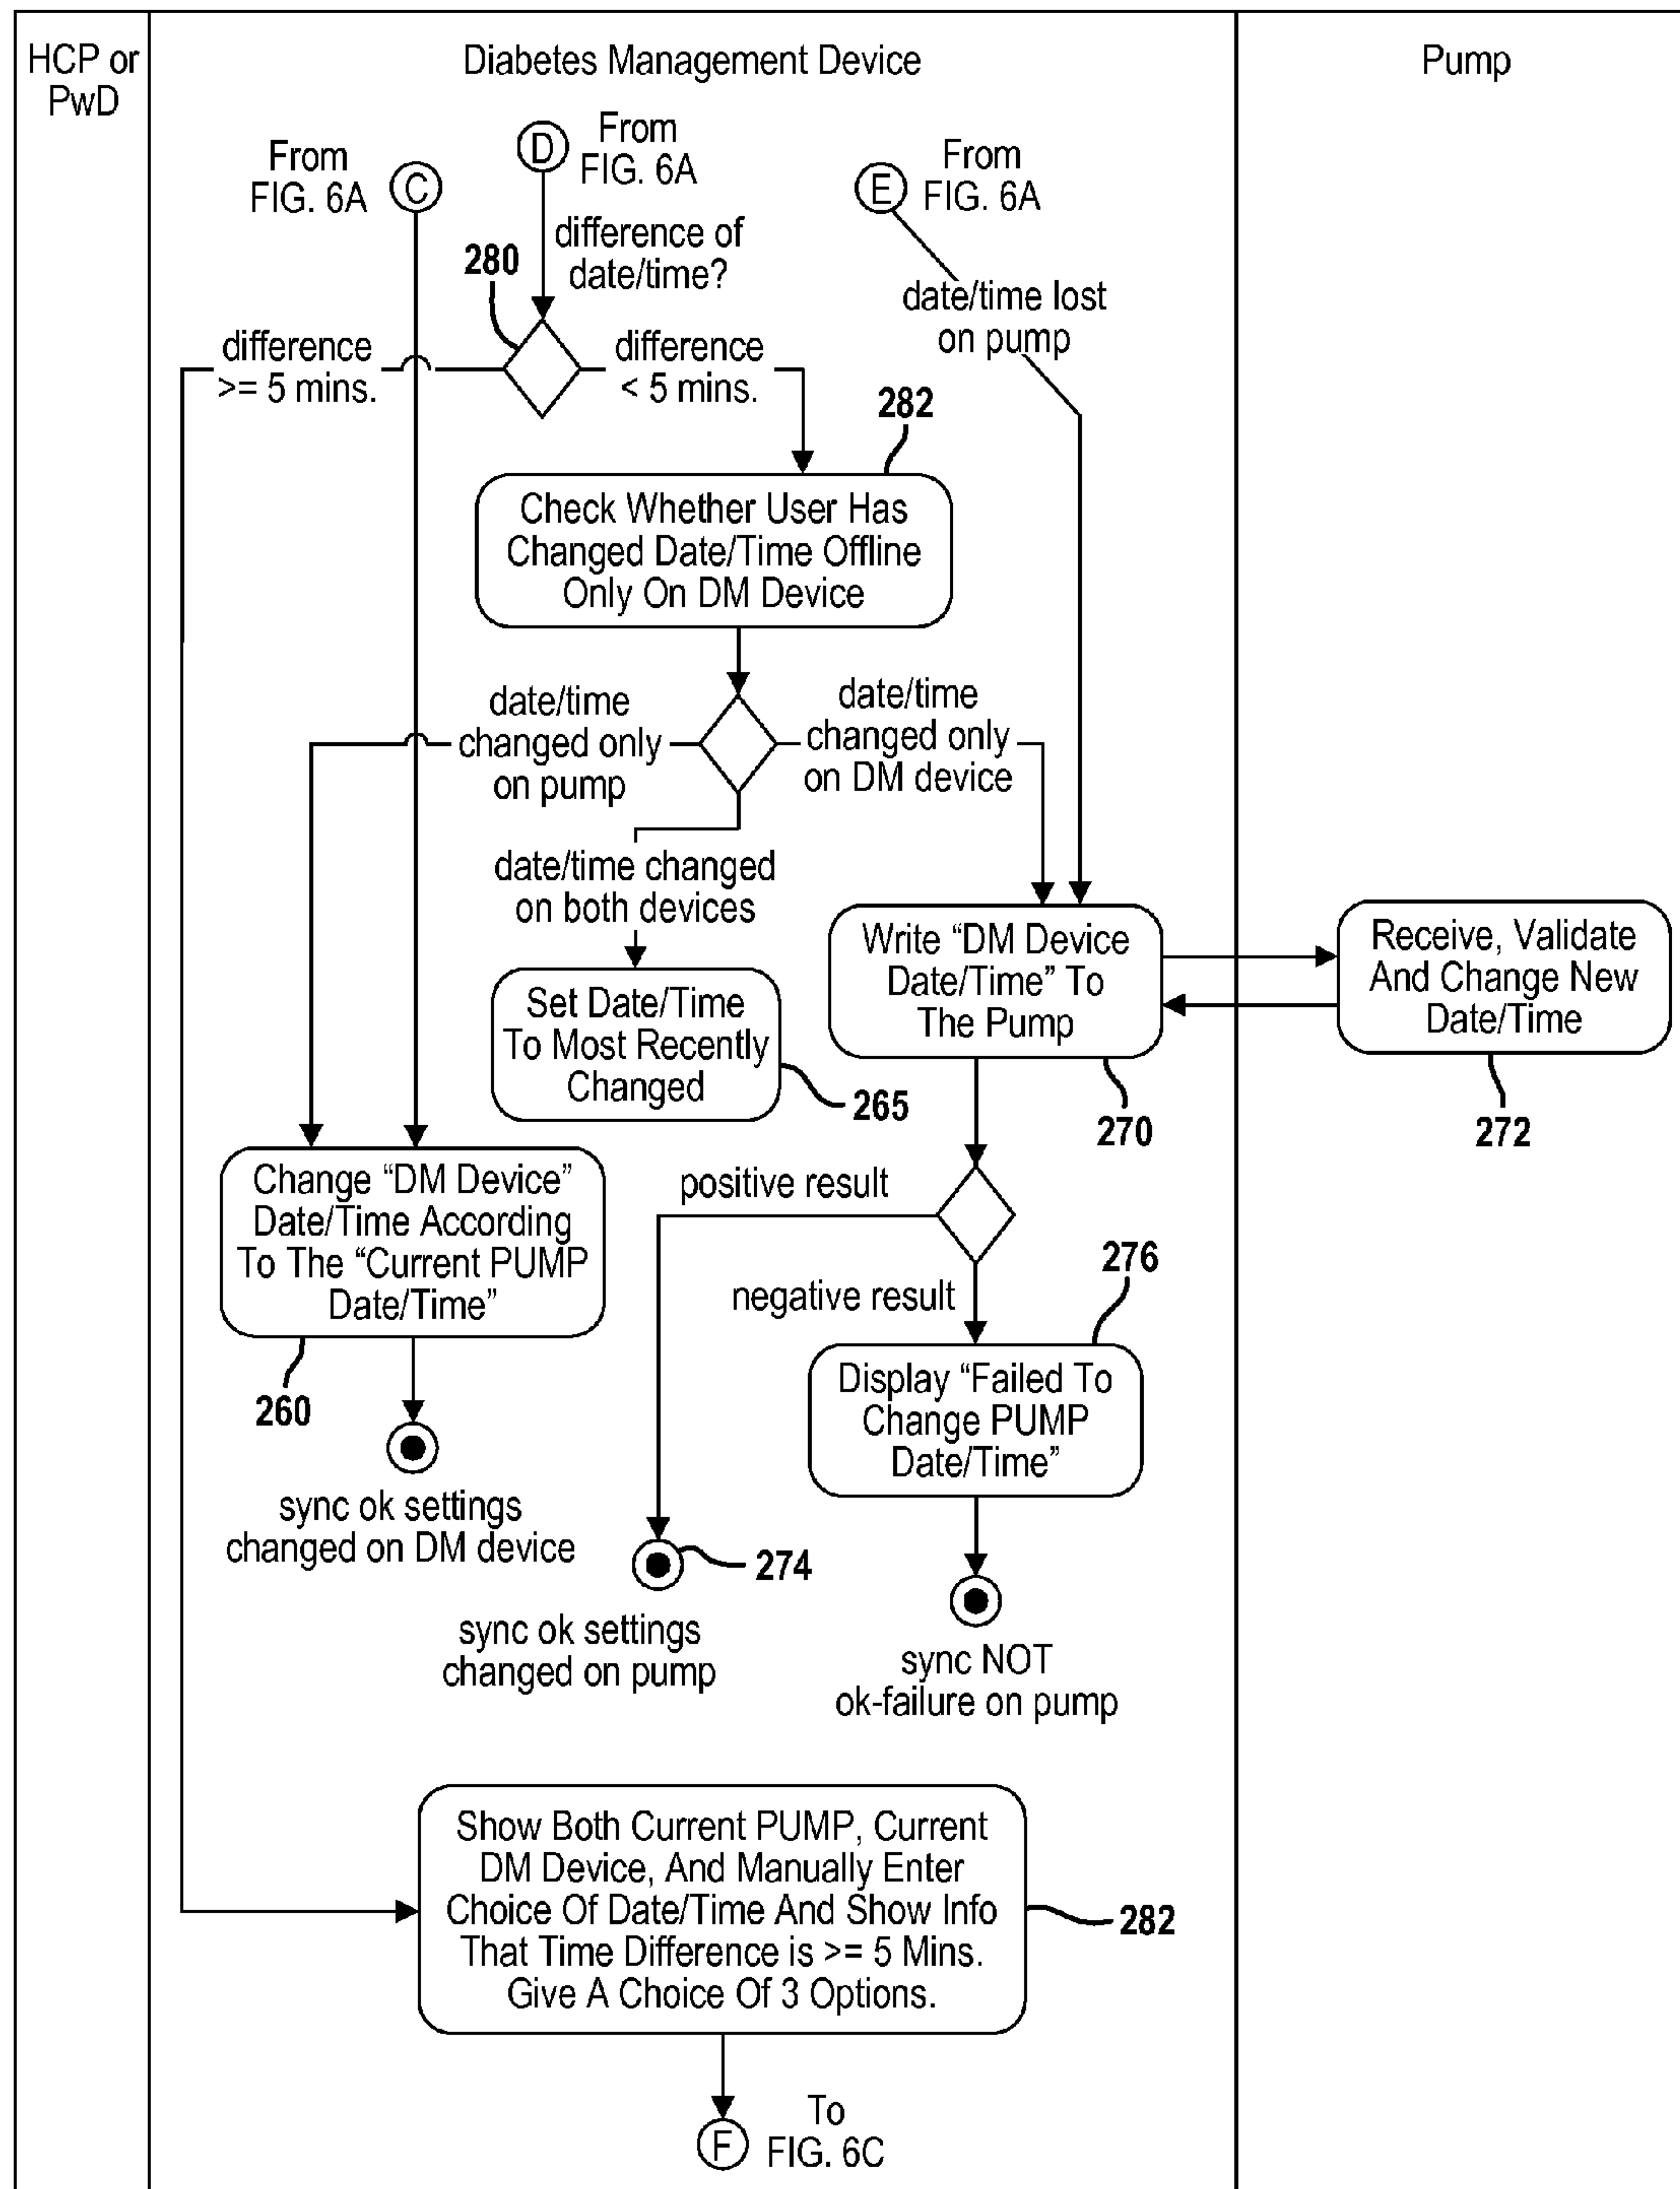 HCP or
PwD
Diabetes Management Device
Pump
From
FIG. 6A
C
D
From
FIG. 6A
E
From
FIG. 6A
difference of
date/time?
280
date/time lost
on pump
difference
>= 5 mins.
difference
< 5 mins.
282
Check Whether User Has
Changed Date/Time Offline
Only On DM Device
date/time
changed only
on pump
date/time
changed only
on DM device
date/time changed
on both devices
Write “DM Device
Date/Time” To
The Pump
270
Receive, Validate
And Change New
Date/Time
272
Set Date/Time
To Most Recently
Changed
265
Change “DM Device”
Date/Time According
To The “Current PUMP
Date/Time”
260
positive result
negative result
276
Display “Failed To
Change PUMP
Date/Time”
sync ok settings
changed on DM device
274
sync ok settings
changed on pump
sync NOT
ok-failure on pump
Show Both Current PUMP, Current
DM Device, And Manually Enter
Choice Of Date/Time And Show Info
That Time Difference is >= 5 Mins.
Give A Choice Of 3 Options.
282
F
To
FIG. 6C